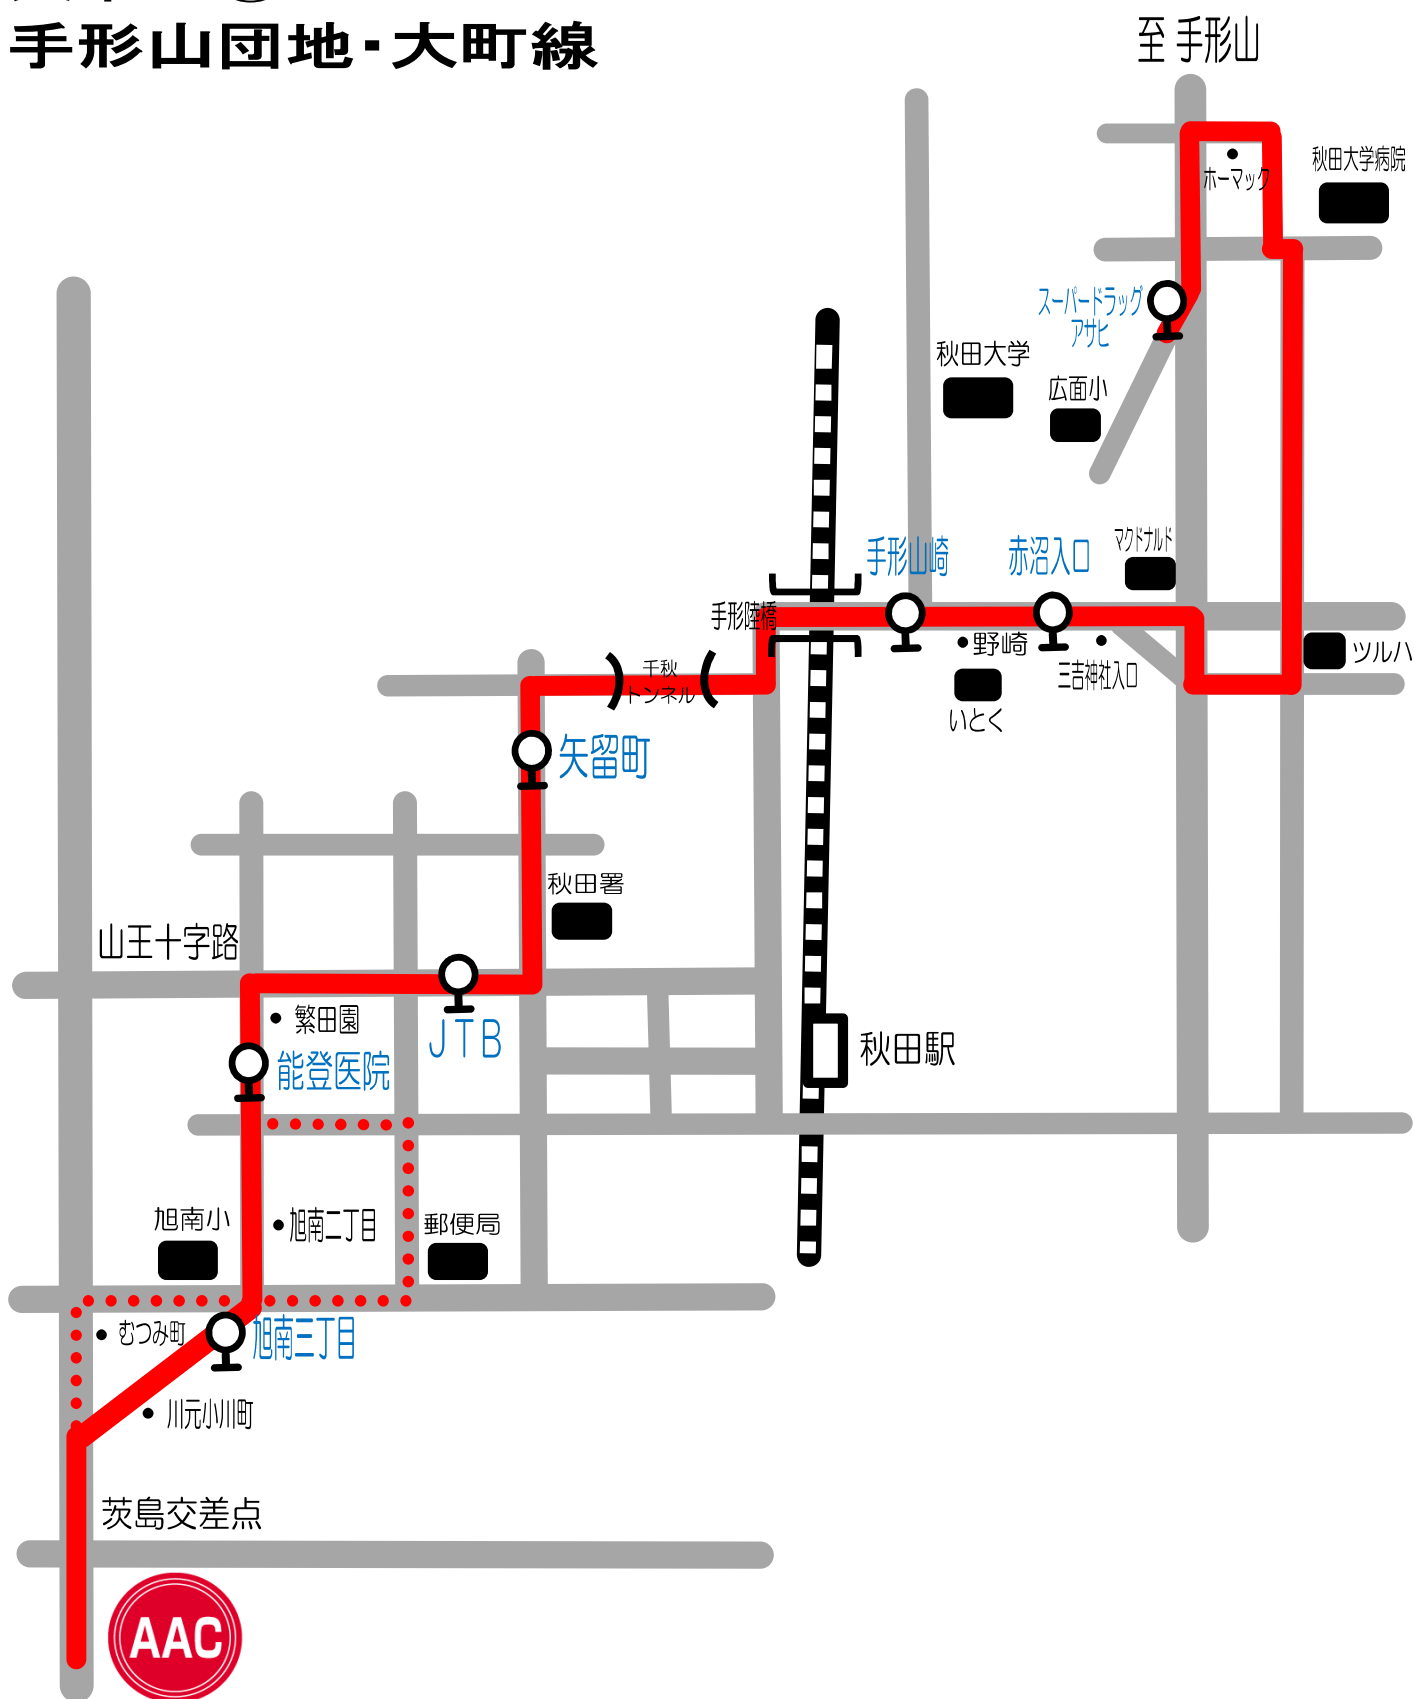 手形山団地・大町線
至 手形山
秋田大学病院
ホーマック
スーパードラッグ
アサヒ
秋田大学
広面小
マクドナルド
手形山崎
赤沼入口
手形陸橋
野崎
ツルハ
千秋
トンネル
三吉神社入口
いとく
矢留町
秋田署
山王十字路
繁田園
JTB
秋田駅
能登医院
旭南小
旭南二丁目
郵便局
むつみ町
旭南三丁目
川元小川町
茨島交差点
AAC